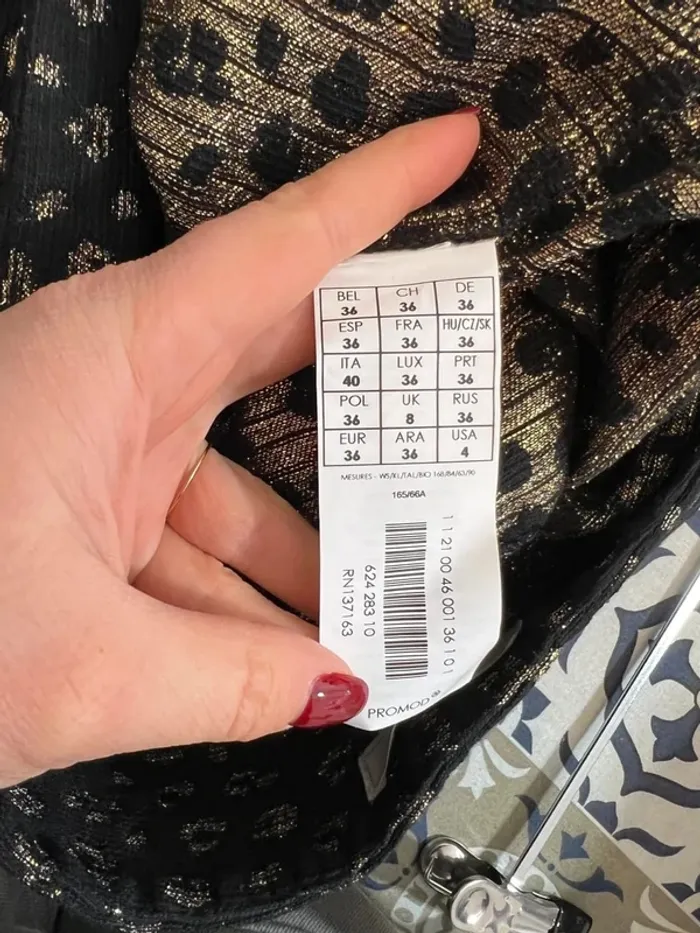 BEL CH DE
36 36 36
ESP FRA HU/CZ/SK
36 36 36
ITA LUX PRT
40 36 36
POL UK RUS
36 8 36
EUR ARA USA
36 36 4
MESURES - WS/KL/TAL/BIO 168/84/63/90
165/66A
1 1 21 00 46 001 36 1 0 1
624 283 10
RN137163
PROMOD®